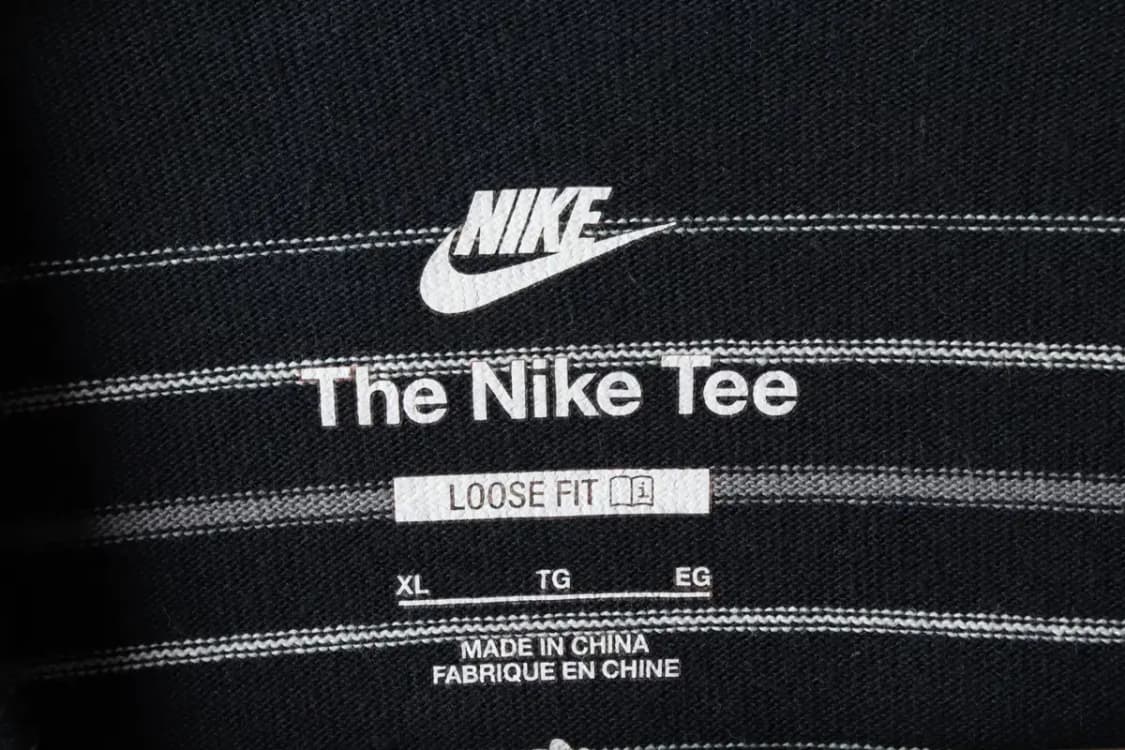 NIKE
The Nike Tee
LOOSE FIT i
XL TG EG
MADE IN CHINA
FABRIQUE EN CHINE